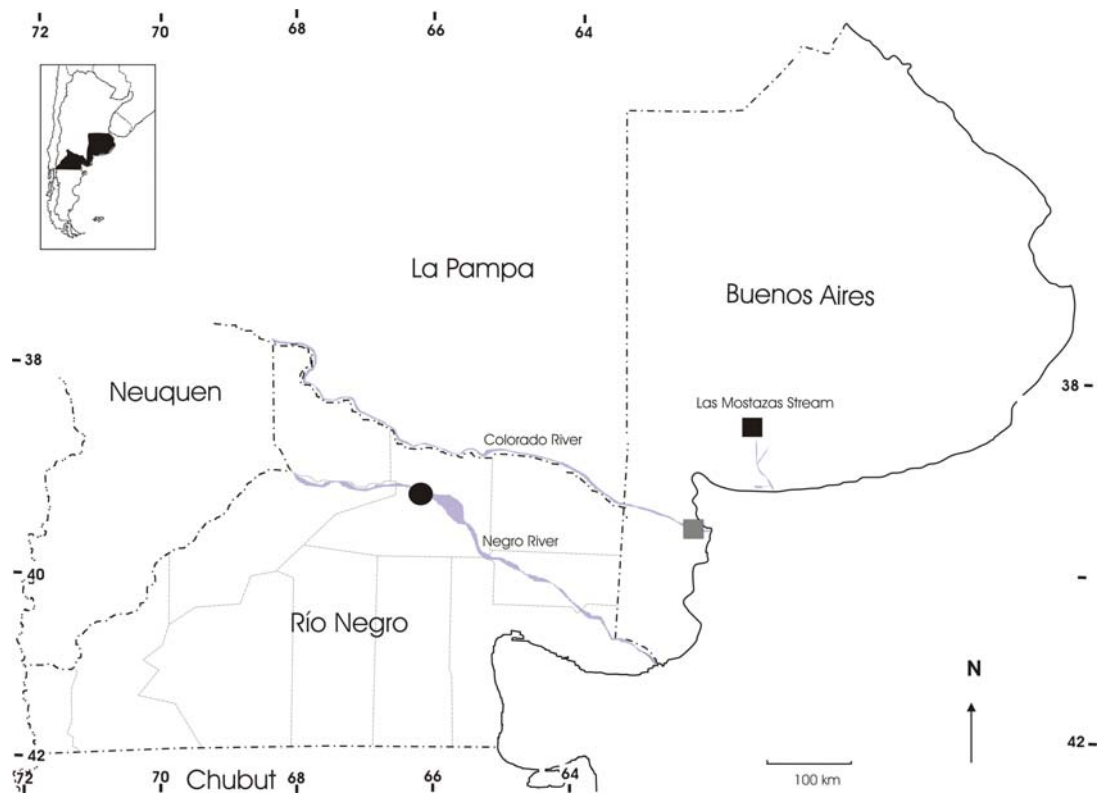 72
70
68
66
64
La Pampa
Buenos Aires
38
Neuquen
38
Las Mostazas Stream
Colorado River
Negro River
40
Río Negro
N
42
42
72
70
68
66
64
Chubut
100 km